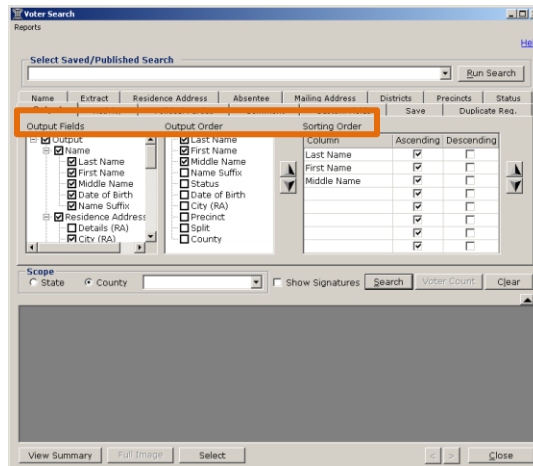 Voter Search
Reports
Hel
Select Saved/Published Search
Run Search
Name Extract Residence Address Absentee Mailing Address Districts Precincts Status
Save Duplicate Reg.
Output Fields Output Order Sorting Order
Output
Name
Last Name
First Name
Middle Name
Date of Birth
Name Suffix
Residence Address
Details (RA)
City (RA)
Last Name
First Name
Middle Name
Name Suffix
Status
Date of Birth
City (RA)
Precinct
Split
County
Column Ascending Descending
Last Name
First Name
Middle Name
Scope
State County Show Signatures Search Voter Count Clear
View Summary Full Image Select < > Close